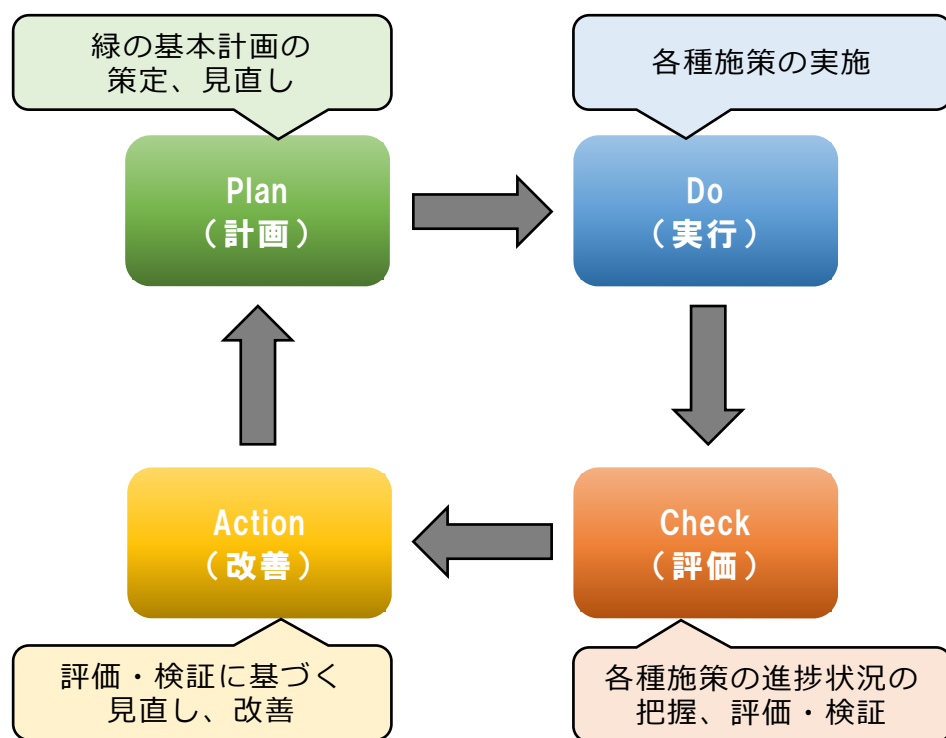 緑の基本計画の
策定、見直し
各種施策の実施
Plan
（計画）
Do
（実行）
Action
（改善）
Check
（評価）
評価・検証に基づく
見直し、改善
各種施策の進捗状況の
把握、評価・検証